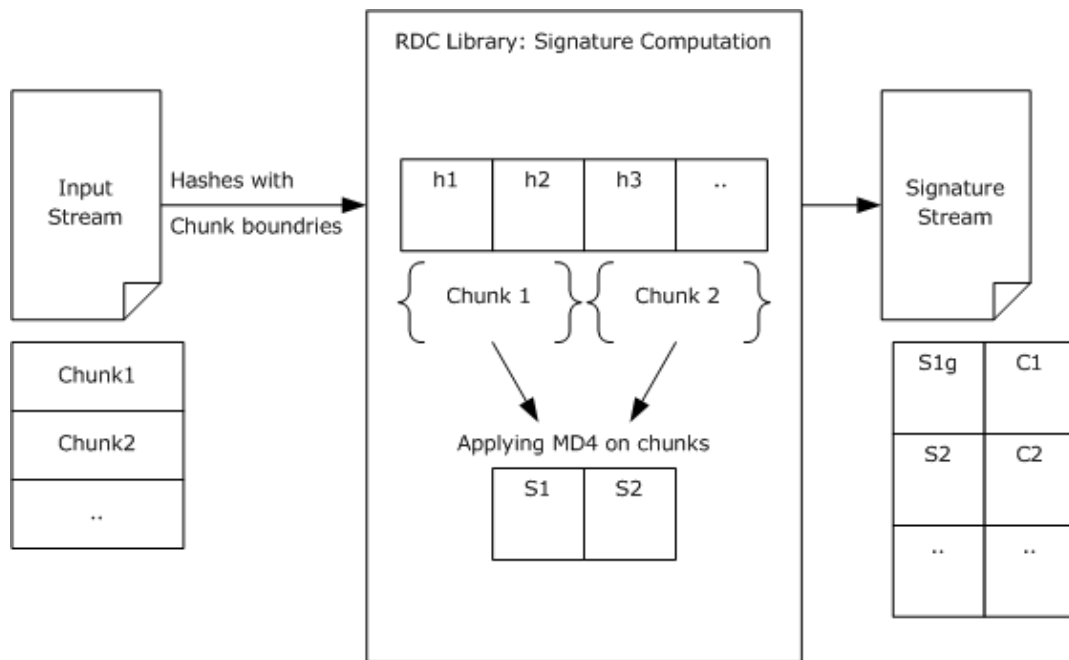 RDC Library: Signature Computation
Input
Stream
Hashes with
Chunk boundries
h1
h2
h3
..
Signature
Stream
Chunk 1
Chunk 2
Chunk1
Chunk2
..
Applying MD4 on chunks
S1
S2
S1g
C1
S2
C2
..
..